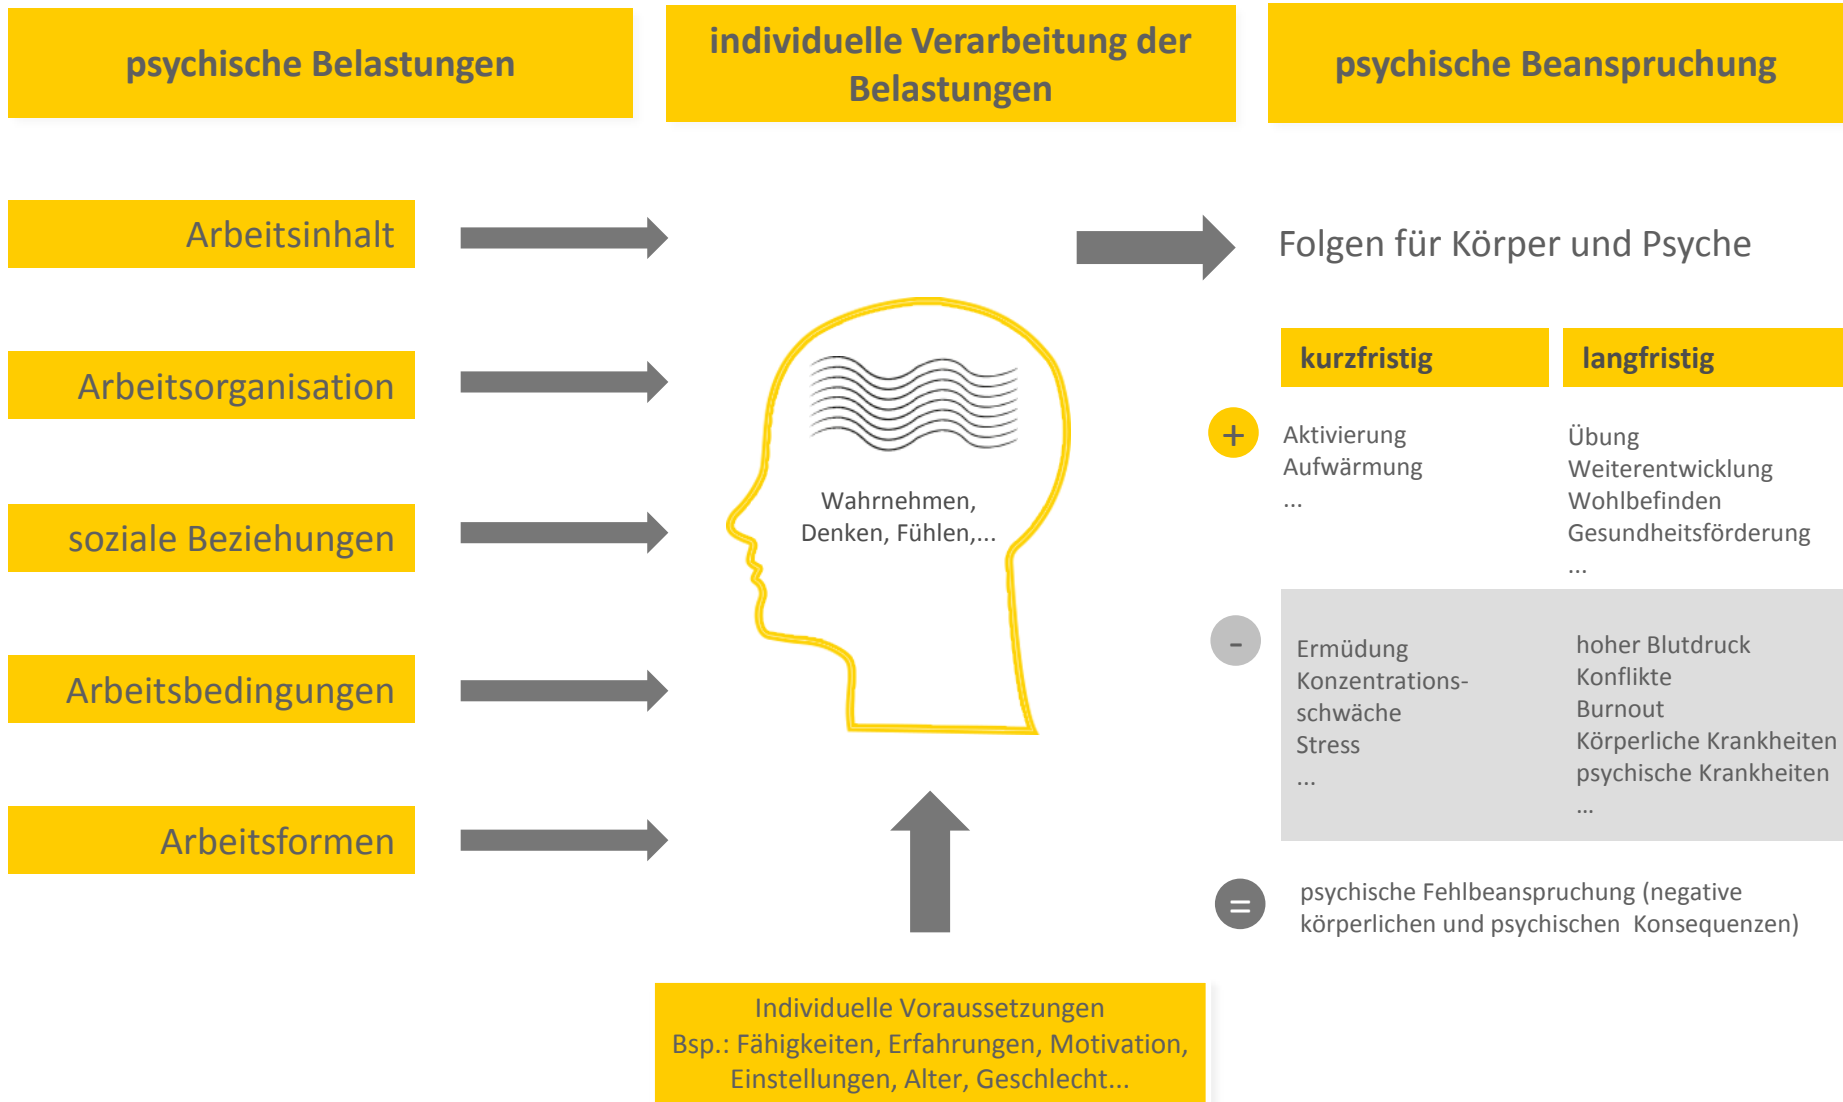 psychische Belastungen
individuelle Verarbeitung der
Belastungen
psychische Beanspruchung
Arbeitsinhalt
Arbeitsorganisation
soziale Beziehungen
Arbeitsbedingungen
Arbeitsformen
Wahrnehmen,
Denken, Fühlen,...
Individuelle Voraussetzungen
Bsp.: Fähigkeiten, Erfahrungen, Motivation,
Einstellungen, Alter, Geschlecht...
Folgen für Körper und Psyche
kurzfristig
langfristig
+
Aktivierung
Aufwärmung
...
Übung
Weiterentwicklung
Wohlbefinden
Gesundheitsförderung
...
-
Ermüdung
Konzentrations-
schwäche
Stress
...
hoher Blutdruck
Konflikte
Burnout
Körperliche Krankheiten
psychische Krankheiten
...
=
psychische Fehlbeanspruchung (negative
körperlichen und psychischen Konsequenzen)